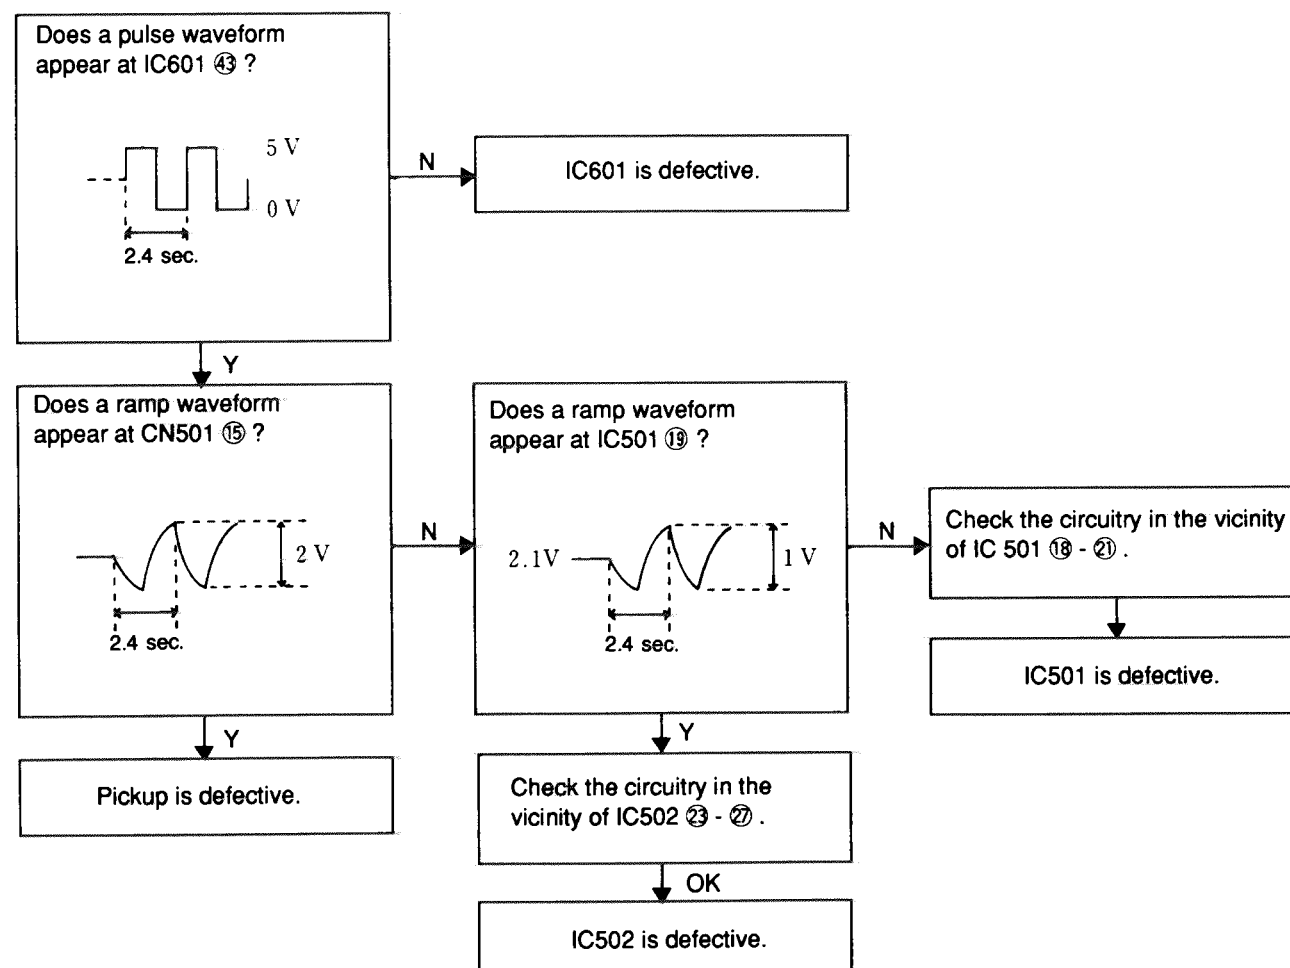 Does a pulse waveform
appear at IC601 ㊸ ?
5 V
0 V
2.4 sec.
N
IC601 is defective.
Y
Does a ramp waveform
appear at CN501 ⑮ ?
2 V
2.4 sec.
N
Does a ramp waveform
appear at IC501 ⑲ ?
2.1V
1 V
2.4 sec.
N
Check the circuitry in the vicinity
of IC 501 ⑱ - ㉑ .
IC501 is defective.
Y
Pickup is defective.
Y
Check the circuitry in the
vicinity of IC502 ㉓ - ㉗ .
OK
IC502 is defective.